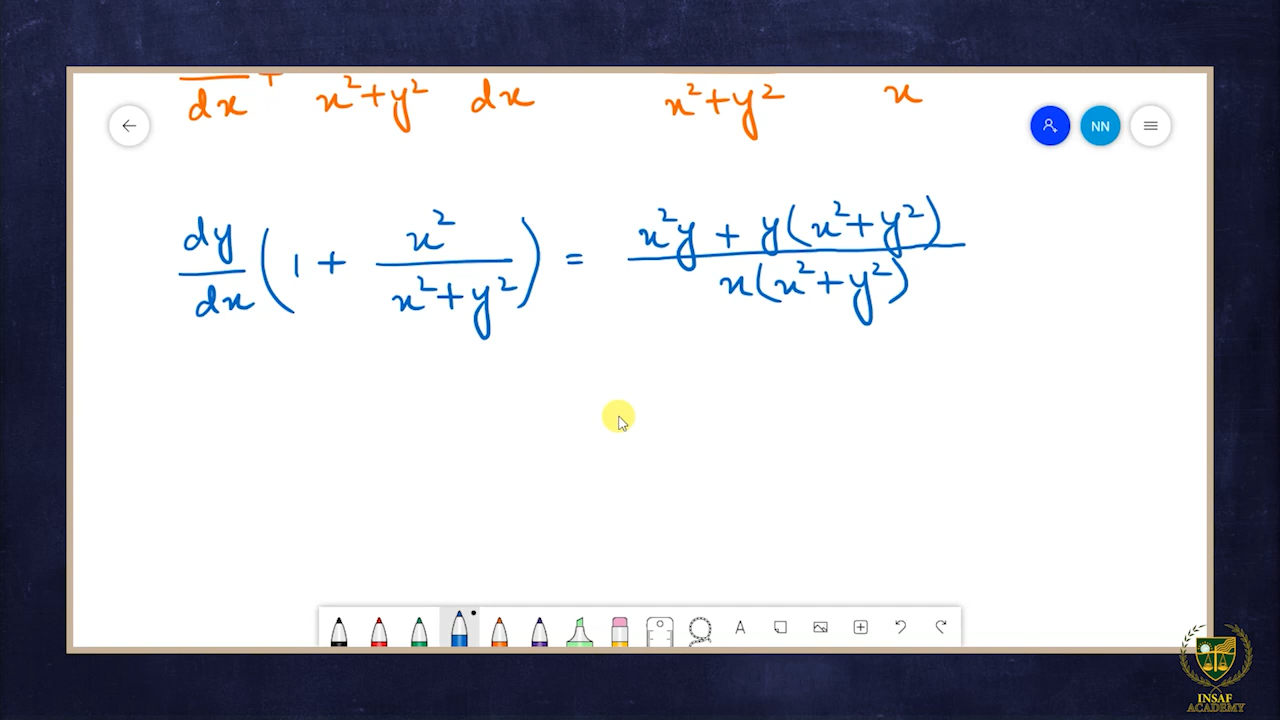 dx + x²+y² dx x²+y² x
NN
dy/dx (1 + x²/(x²+y²)) = (x²y + y(x²+y²))/(x(x²+y²))
A
INSAF
ACADEMY